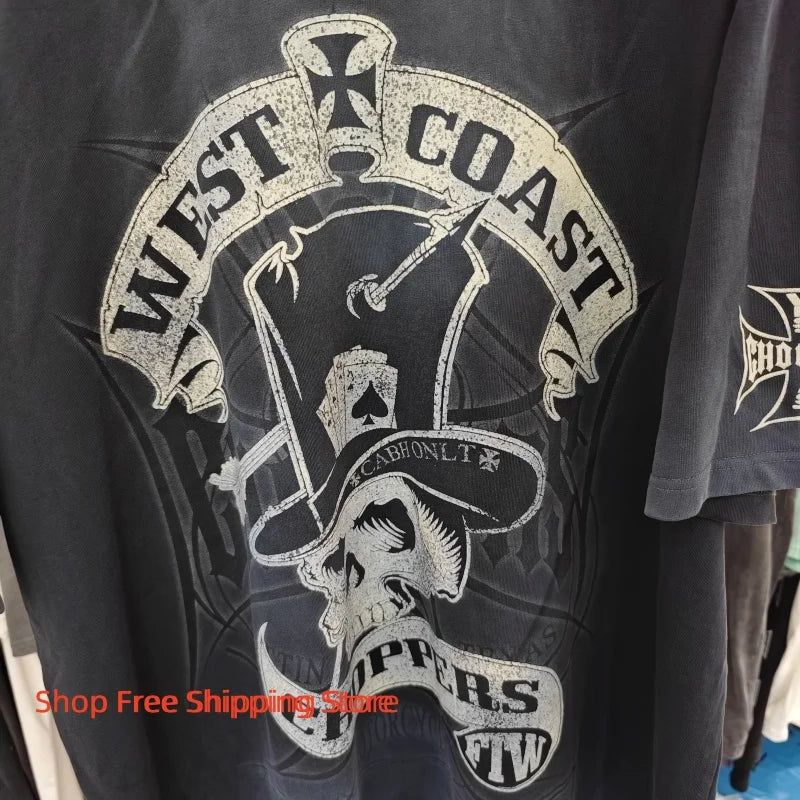 WEST COAST
CABHONLT
CHOPPERS
FTW
Shop Free Shipping Store